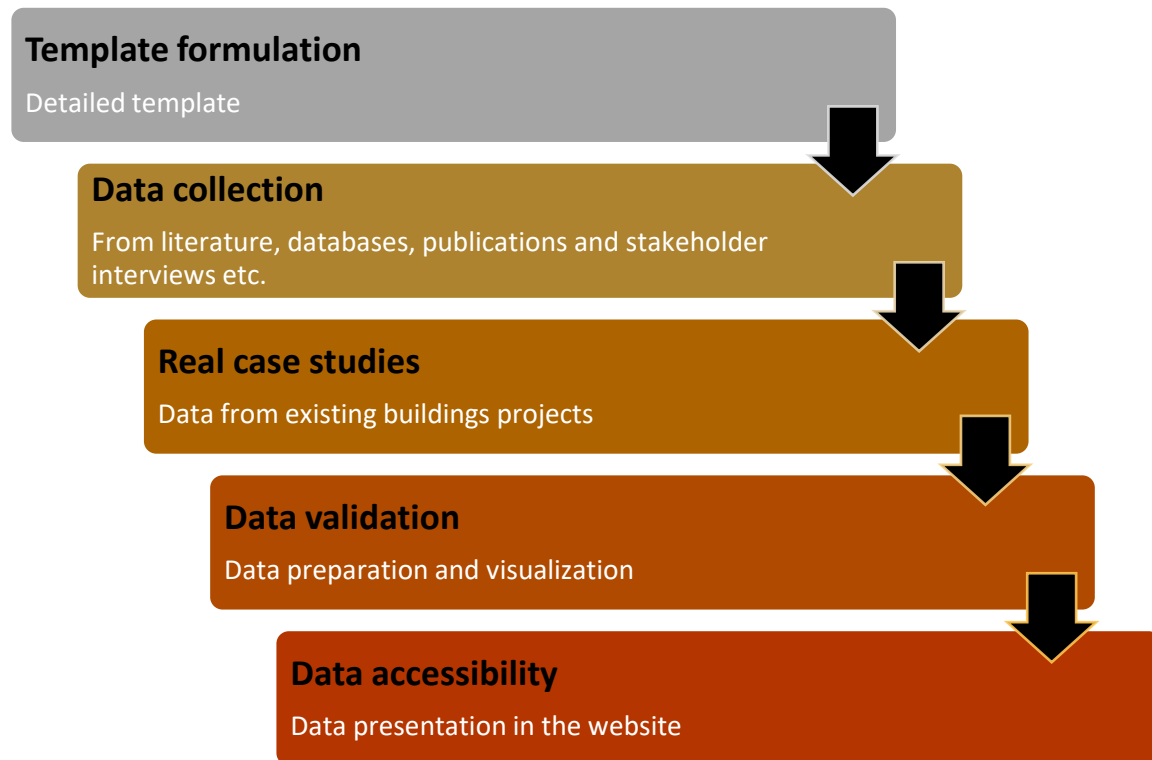 Template formulation
Detailed template
Data collection
From literature, databases, publications and stakeholder
interviews etc.
Real case studies
Data from existing buildings projects
Data validation
Data preparation and visualization
Data accessibility
Data presentation in the website